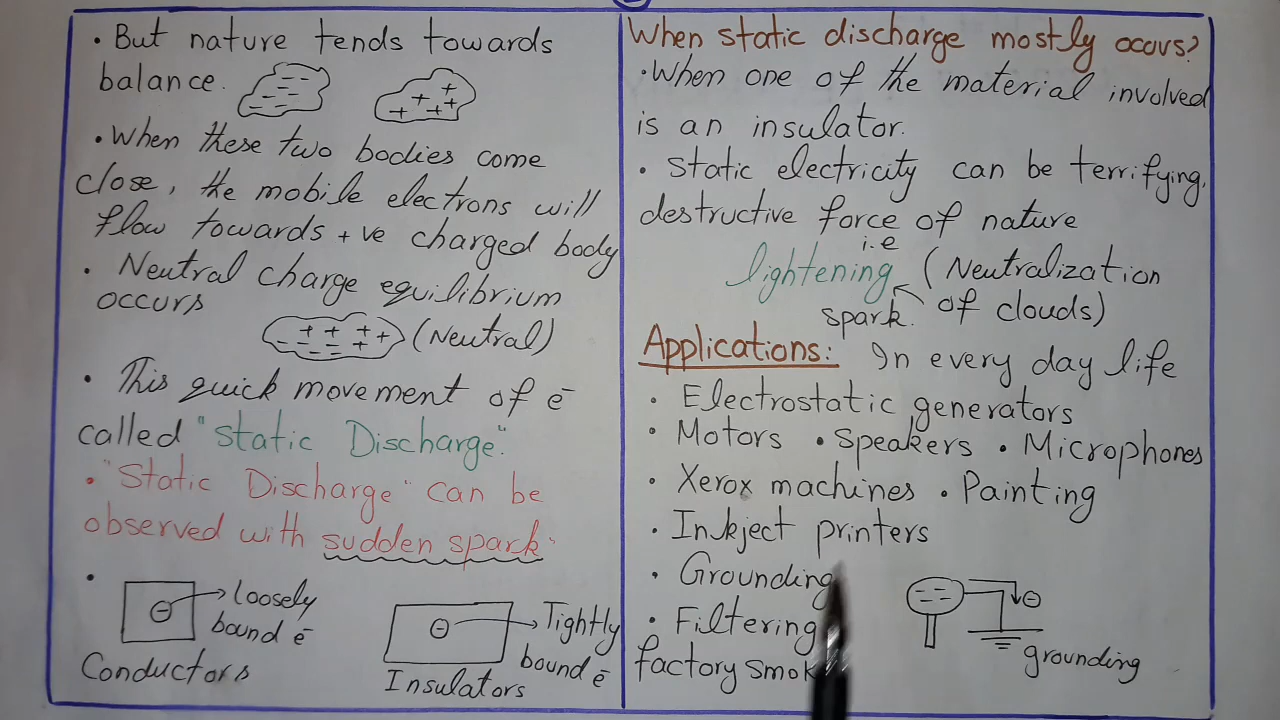 • But nature tends towards
balance.
• When these two bodies come
close, the mobile electrons will
flow towards +ve charged body
• Neutral charge equilibrium
occurs
(Neutral)
• This quick movement of e̅
called "static Discharge".
• "Static Discharge" can be
observed with sudden spark"
•
loosely
bound e̅
Conductors
Tightly
bound e̅
Insulators
When static discharge mostly occurs?
• When one of the material involved
is an insulator.
• Static electricity can be terrifying,
destructive force of nature
i.e
lightening (Neutralization
of clouds)
spark.
Applications: In every day life
• Electrostatic generators
• Motors • Speakers • Microphones
• Xerox machines • Painting
• Inkject printers
• Grounding
• Filtering
factory smok
grounding